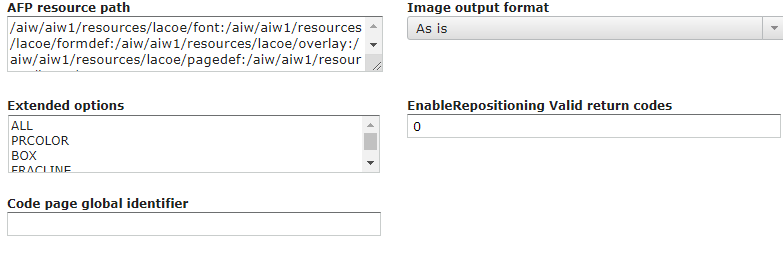 AFP resource path
/aiw/aiw1/resources/lacoe/font:/aiw/aiw1/resources
/lacoe/formdef:/aiw/aiw1/resources/lacoe/overlay:/
aiw/aiw1/resources/lacoe/pagedef:/aiw/aiw1/resour
Image output format
As is
Extended options
ALL
PRCOLOR
BOX
FRACLINE
EnableRepositioning Valid return codes
0
Code page global identifier